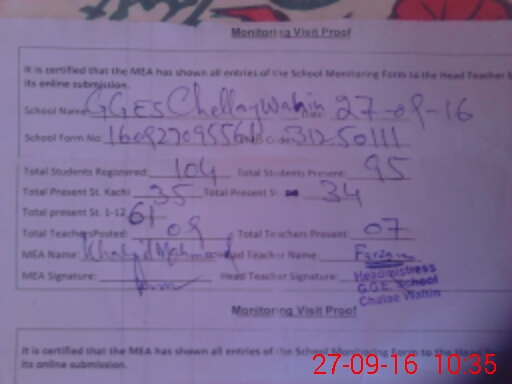 Monitoring Visit Proof
It is certified that the MEA has shown all entries of the School Monitoring Form to the Head Teacher
its online submission.
School Name: GGES Chellay Wahin 27-09-16
School Form No: Code: 31250111
Total Students Registered: 104 Total Students Present: 95
Total Present St. Kachi 35 Total Present St. 34
Total present St. 1-12 61
Total Teachers Posted: 09 Total Teachers Present: 07
MEA Name: Khalid Mahmood Head Teacher Name: Farzana
MEA Signature: Head Teacher Signature:
Headmistress
G.G.E. School
Chalae Wahin
Monitoring Visit Proof
It is certified that the MEA has shown all entries of the School Monitoring Form to the Head
its online submission.
27-09-16 10:35